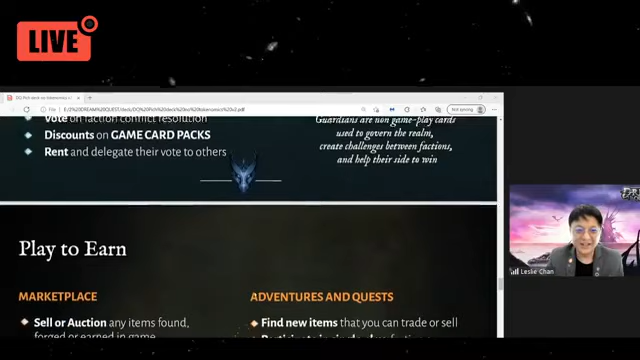 LIVE
File
Not syncing
Vote on faction conflict resolution
Discounts on GAME CARD PACKS
Rent and delegate their vote to others
Guardians are non game-play cards
used to govern the realm,
create challenges between factions,
and help their side to win
Play to Earn
MARKETPLACE
Sell or Auction any items found,
forged or earned in game
ADVENTURES AND QUESTS
Find new items that you can trade or sell
Leslie Chan